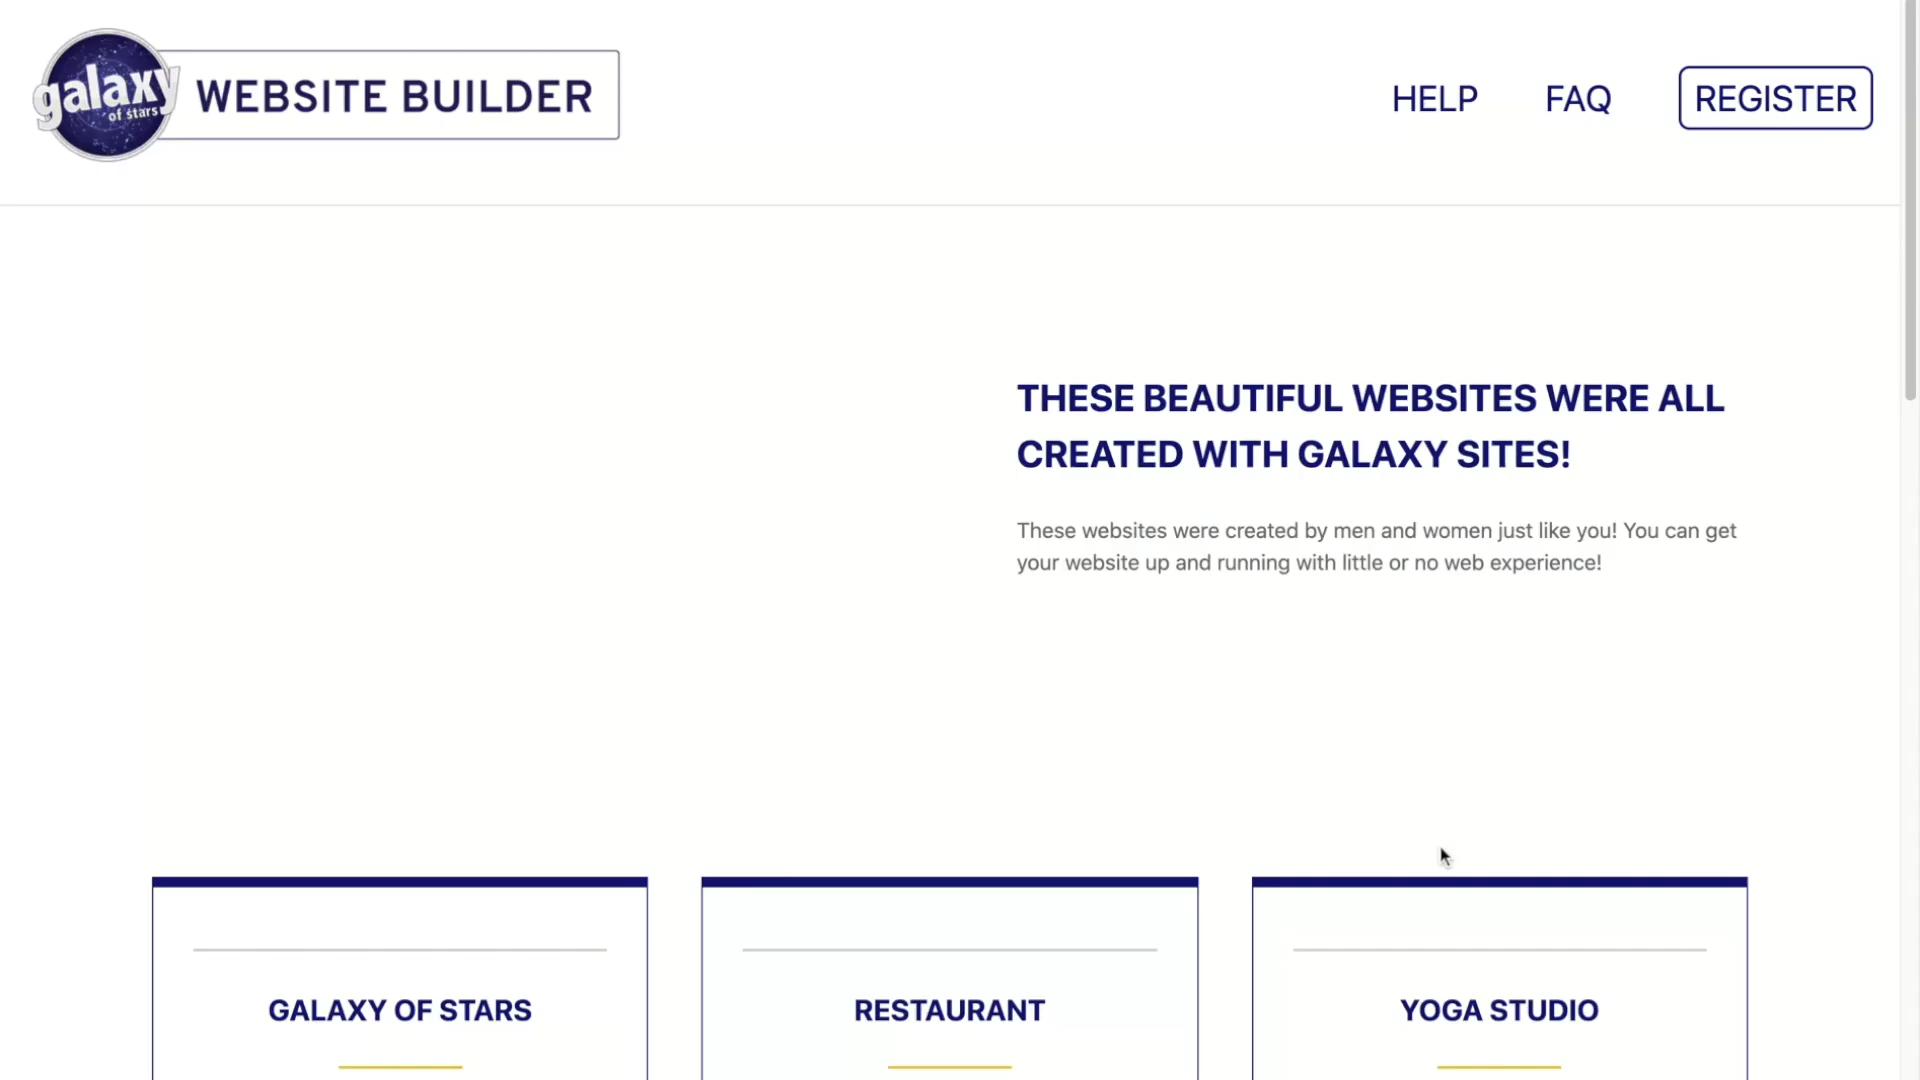 galaxy
of stars
WEBSITE BUILDER
HELP FAQ REGISTER
THESE BEAUTIFUL WEBSITES WERE ALL
CREATED WITH GALAXY SITES!
These websites were created by men and women just like you! You can get
your website up and running with little or no web experience!
GALAXY OF STARS
RESTAURANT
YOGA STUDIO